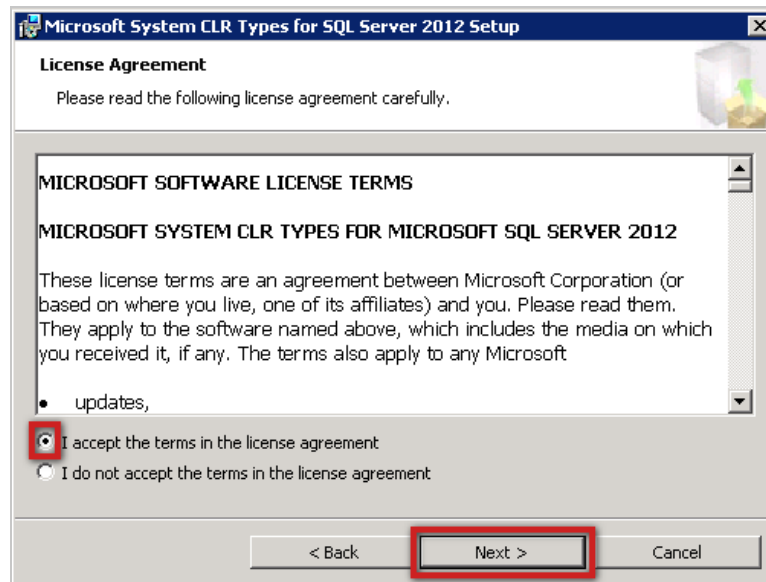 Microsoft System CLR Types for SQL Server 2012 Setup
License Agreement
Please read the following license agreement carefully.
MICROSOFT SOFTWARE LICENSE TERMS
MICROSOFT SYSTEM CLR TYPES FOR MICROSOFT SQL SERVER 2012
These license terms are an agreement between Microsoft Corporation (or
based on where you live, one of its affiliates) and you. Please read them.
They apply to the software named above, which includes the media on which
you received it, if any. The terms also apply to any Microsoft
• updates,
I accept the terms in the license agreement
I do not accept the terms in the license agreement
< Back Next > Cancel